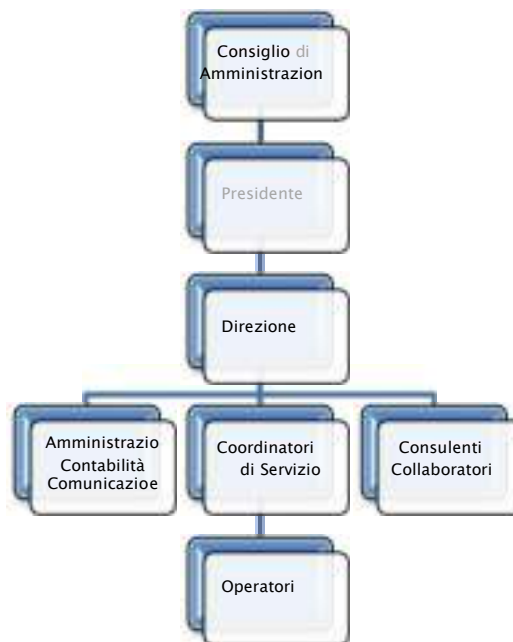 Consiglio di
Amministrazion
Presidente
Direzione
Amministrazio
Contabilità
Comunicazioe
Coordinatori
di Servizio
Consulenti
Collaboratori
Operatori